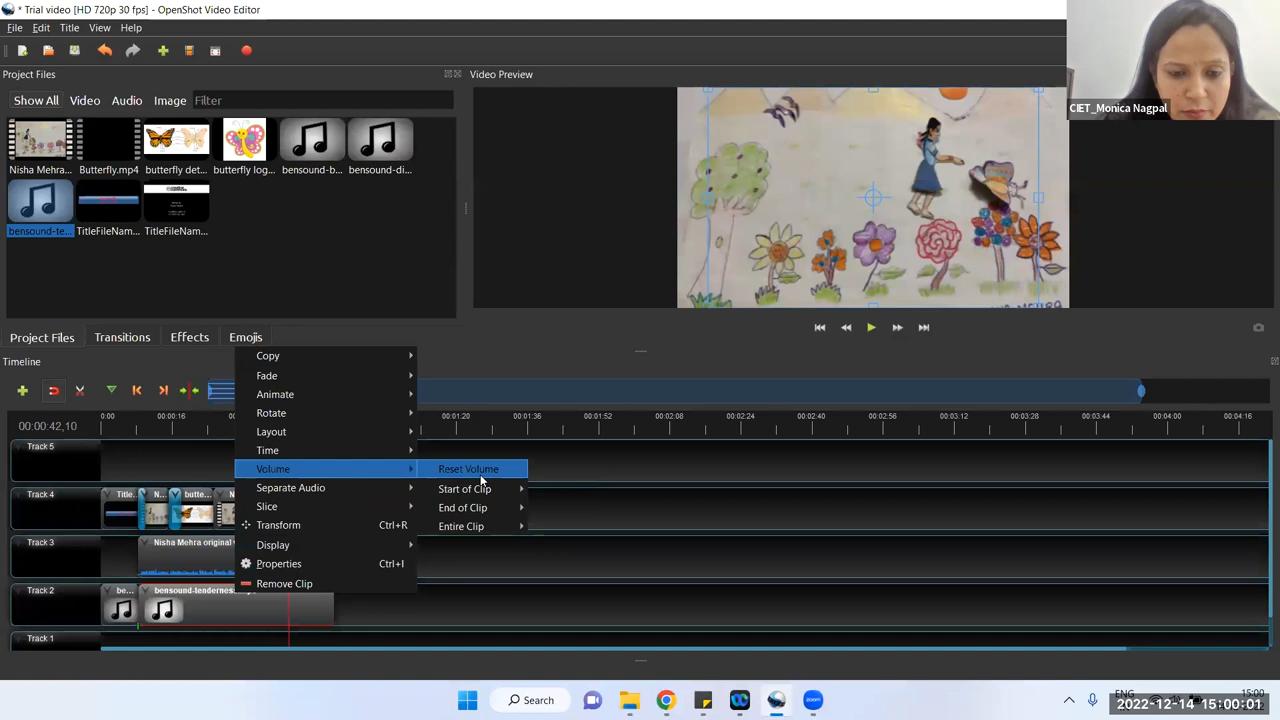 * Trial video [HD 720p 30 fps] - OpenShot Video Editor
File Edit Title View Help
Project Files
Video Preview
CIET_Monica Nagpal
Show All Video Audio Image Filter
Nisha Mehra... Butterfly.mp4 butterfly det... butterfly log... bensound-b... bensound-di...
bensound-te... TitleFileNam... TitleFileNam...
Project Files Transitions Effects Emojis
Timeline
Copy
Fade
Animate
Rotate
Layout
Time
Volume
Separate Audio
Slice
Transform Ctrl+R
Display
Properties Ctrl+I
Remove Clip
Reset Volume
Start of Clip
End of Clip
Entire Clip
00:00:42,10
0:00 00:00:16 00:01:20 00:01:36 00:01:52 00:02:08 00:02:24 00:02:40 00:02:56 00:03:12 00:03:28 00:03:44 00:04:00 00:04:16
Track 5
Track 4
Title N... butte... N
Track 3
Nisha Mehra original
Track 2
be... bensound-tenderness.mp
Track 1
Search
ENG
15:00
2022-12-14 15:00:01